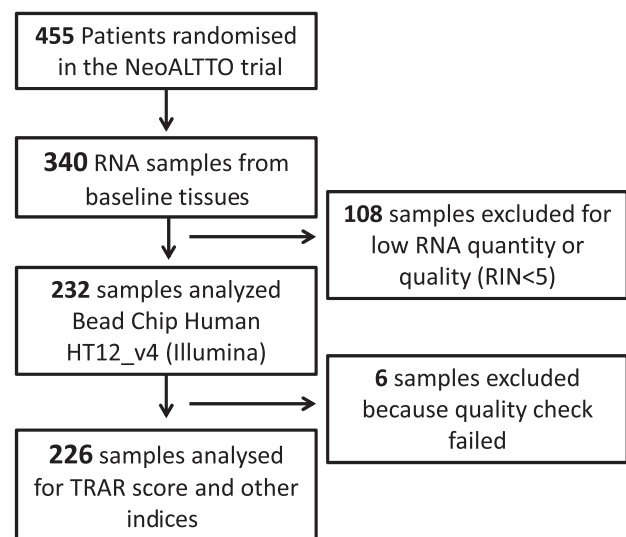 455 Patients randomised
in the NeoALTTO trial
340 RNA samples from
baseline tissues
108 samples excluded for
low RNA quantity or
quality (RIN<5)
232 samples analyzed
Bead Chip Human
HT12_v4 (Illumina)
6 samples excluded
because quality check
failed
226 samples analysed
for TRAR score and other
indices